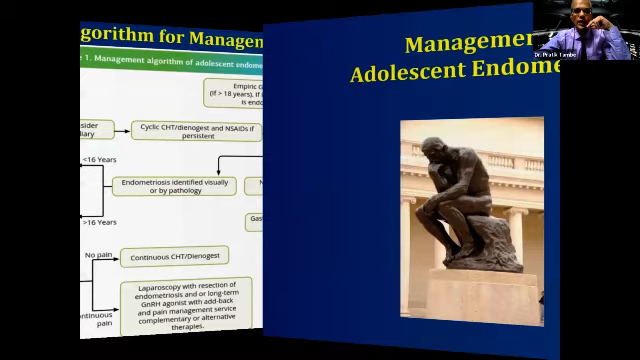 gorithm for Managem
1. Management algorithm of adolescent endome
Empiric
(If > 18 years), if
is endo
sider
diary
Cyclic CHT/dienogest and NSAIDs if
persistent
<16 Years
Endometriosis identified visually
or by pathology
N
Gas
>16 Years
No pain
Continuous CHT/Dienogest
ontinuous
pain
Laparoscopy with resection of
endometriosis and/or long-term
GnRH agonist with add-back
and pain management service
complementary or alternative
therapies.
Managemen
Adolescent Endome
Dr. Pratik Tambe